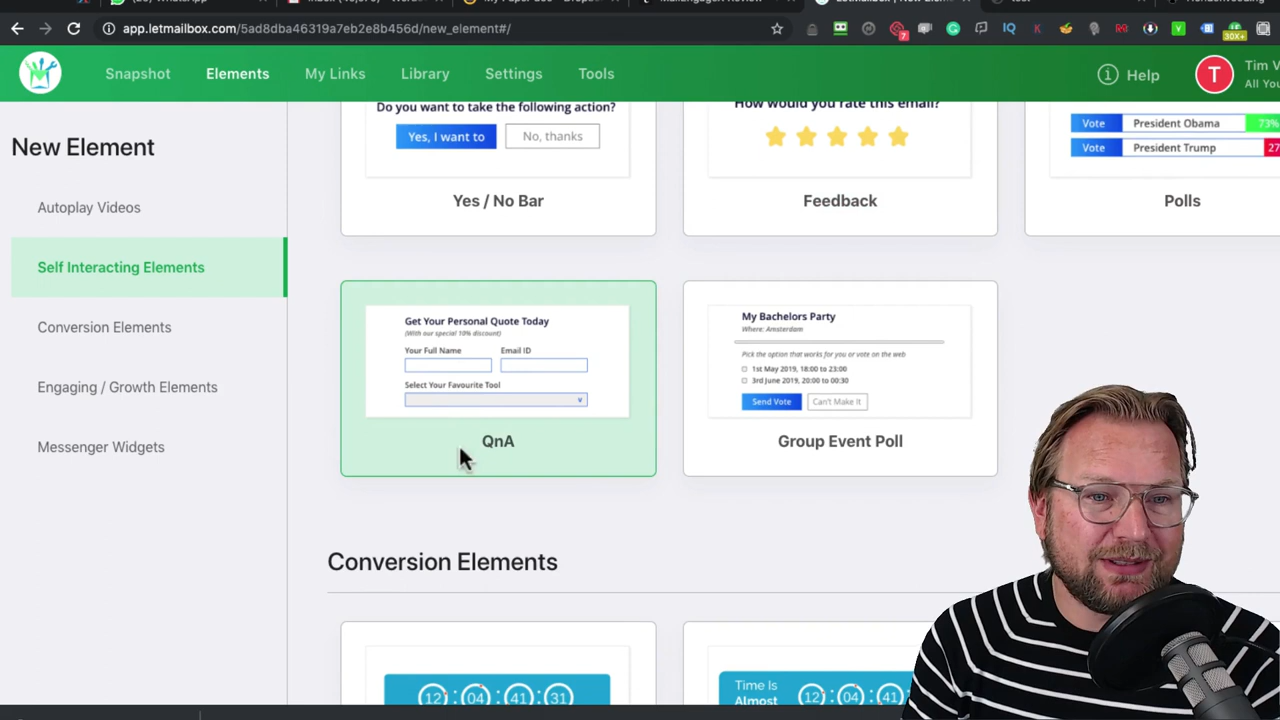 app.letmailbox.com/5ad8dba46319a7eb2e8b456d/new_element#/
Snapshot
Elements
My Links
Library
Settings
Tools
Help
T
Tim V
All You
New Element
Autoplay Videos
Self Interacting Elements
Conversion Elements
Engaging / Growth Elements
Messenger Widgets
Do you want to take the following action?
Yes, I want to
No, thanks
Yes / No Bar
How would you rate this email?
Feedback
Vote President Obama 73%
Vote President Trump 27
Polls
Get Your Personal Quote Today
(With our special 10% discount)
Your Full Name Email ID
Select Your Favourite Tool
QnA
My Bachelors Party
Where: Amsterdam
Pick the option that works for you or vote on the web
1st May 2019, 18:00 to 23:00
3rd June 2019, 20:00 to 00:30
Send Vote
Can't Make It
Group Event Poll
Conversion Elements
12 : 04 : 41 : 31
Time Is
Almost
12 : 04 : 41